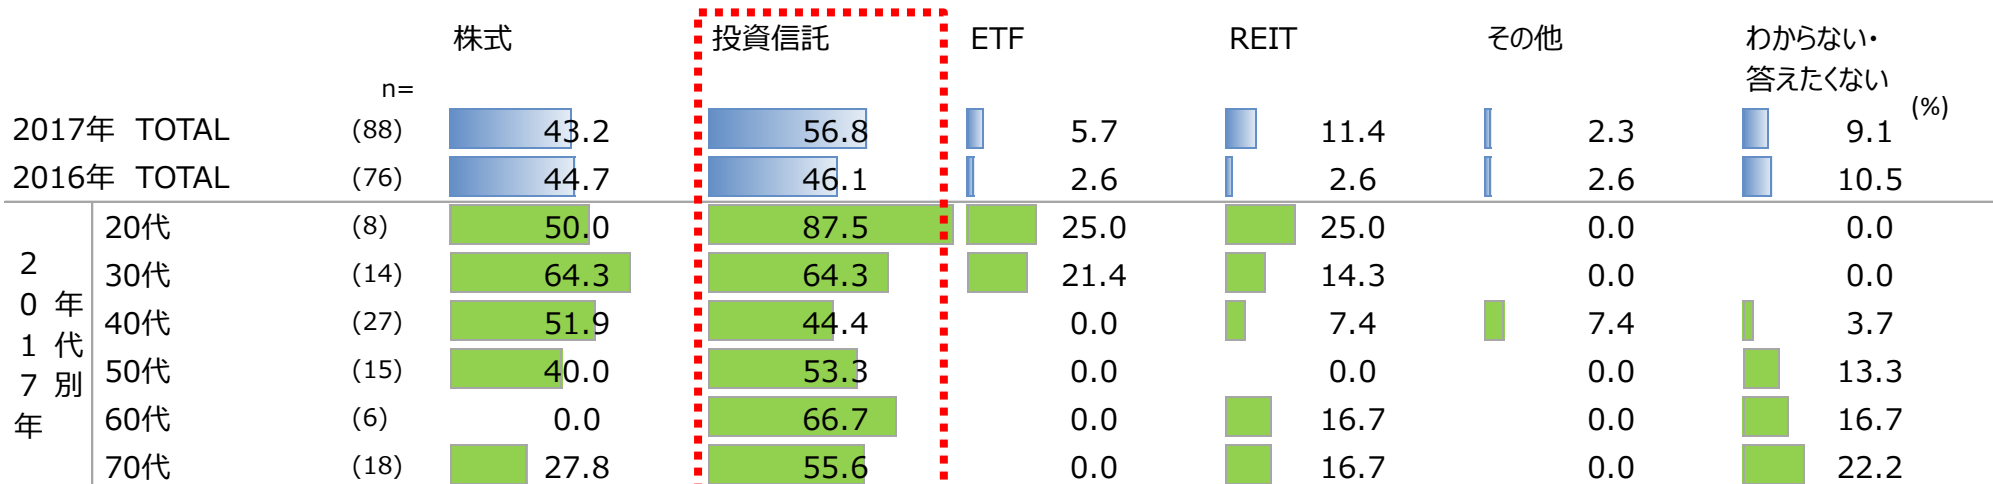 株式 投資信託 ETF REIT その他 わからない・
答えたくない
n= (%)
2017年 TOTAL (88) 43.2 56.8 5.7 11.4 2.3 9.1
2016年 TOTAL (76) 44.7 46.1 2.6 2.6 2.6 10.5
2017年
年代別
20代 (8) 50.0 87.5 25.0 25.0 0.0 0.0
30代 (14) 64.3 64.3 21.4 14.3 0.0 0.0
40代 (27) 51.9 44.4 0.0 7.4 7.4 3.7
50代 (15) 40.0 53.3 0.0 0.0 0.0 13.3
60代 (6) 0.0 66.7 0.0 16.7 0.0 16.7
70代 (18) 27.8 55.6 0.0 16.7 0.0 22.2